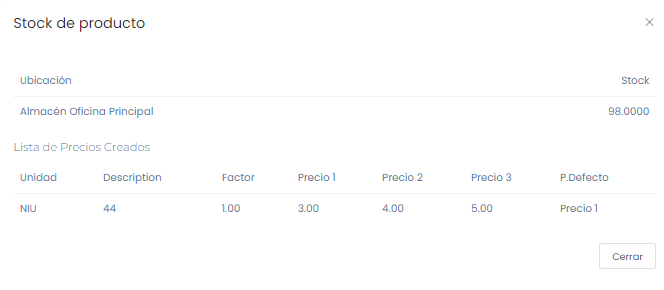 Stock de producto
Ubicación Stock
Almacén Oficina Principal 98.0000
Lista de Precios Creados
Unidad Description Factor Precio 1 Precio 2 Precio 3 P.Defecto
NIU 44 1.00 3.00 4.00 5.00 Precio 1
Cerrar